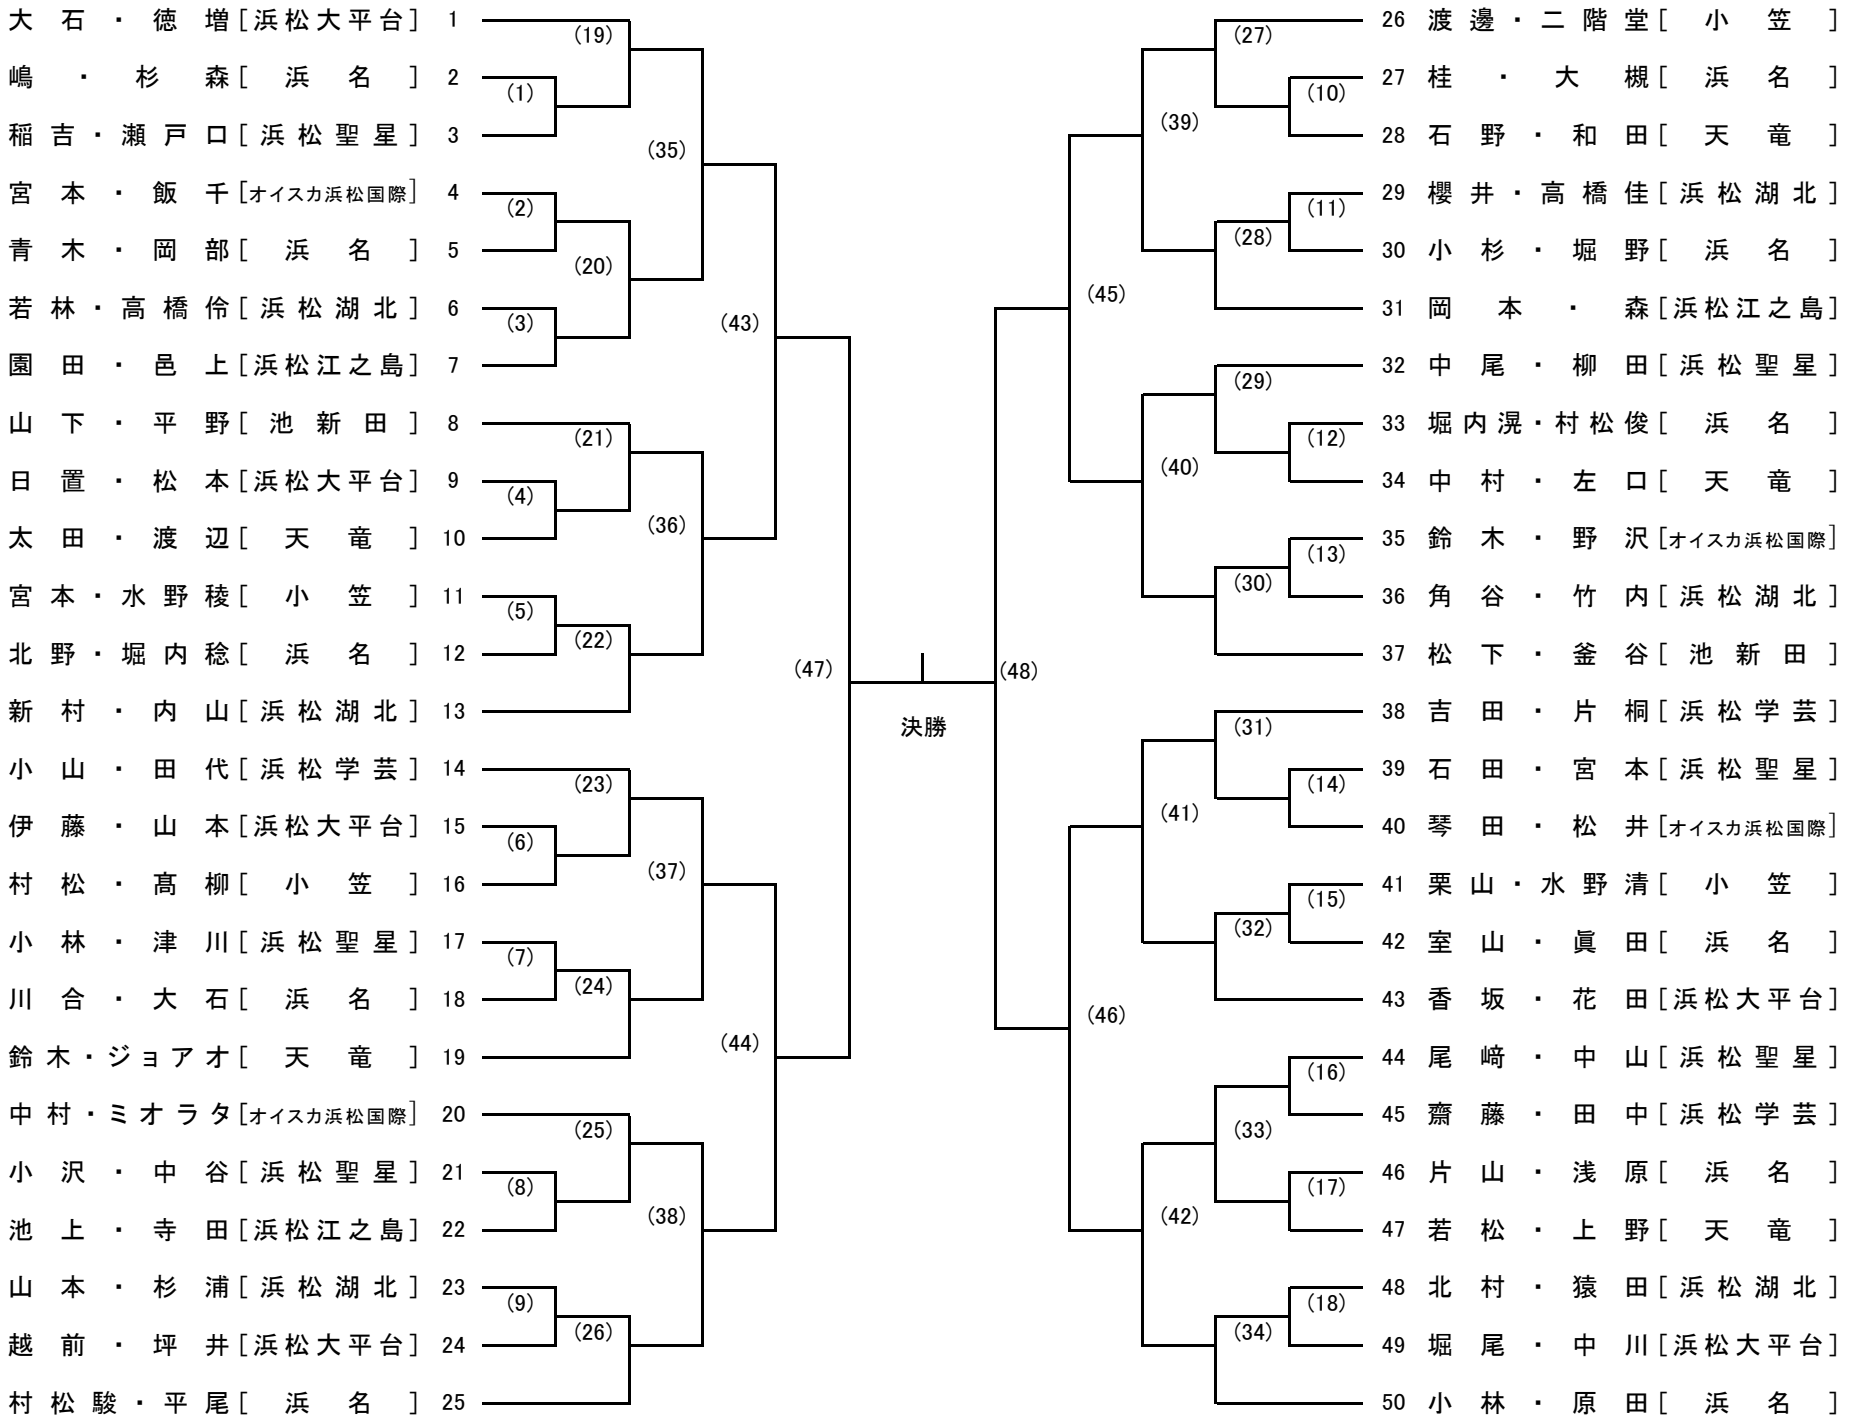 大石・徳増[浜松大平台] 1
(19)
嶋・杉森[浜名] 2
(1)
稲吉・瀬戸口[浜松聖星] 3
(35)
宮本・飯千[オイスカ浜松国際] 4
(2)
青木・岡部[浜名] 5
(20)
若林・高橋伶[浜松湖北] 6
(3)
(43)
園田・邑上[浜松江之島] 7
山下・平野[池新田] 8
(21)
日置・松本[浜松大平台] 9
(4)
(36)
太田・渡辺[天竜] 10
宮本・水野稜[小笠] 11
(5)
(22)
北野・堀内稔[浜名] 12
(47)
新村・内山[浜松湖北] 13
小山・田代[浜松学芸] 14
(23)
伊藤・山本[浜松大平台] 15
(6)
(37)
村松・髙柳[小笠] 16
小林・津川[浜松聖星] 17
(7)
(24)
川合・大石[浜名] 18
(44)
鈴木・ジョアオ[天竜] 19
中村・ミオラタ[オイスカ浜松国際] 20
(25)
小沢・中谷[浜松聖星] 21
(8)
(38)
池上・寺田[浜松江之島] 22
山本・杉浦[浜松湖北] 23
(9)
(26)
越前・坪井[浜松大平台] 24
村松駿・平尾[浜名] 25
決勝
26 渡邊・二階堂[小笠]
(27)
27 桂・大槻[浜名]
(10)
(39)
28 石野・和田[天竜]
29 櫻井・高橋佳[浜松湖北]
(11)
(28)
30 小杉・堀野[浜名]
(45)
31 岡本・森[浜松江之島]
32 中尾・柳田[浜松聖星]
(29)
33 堀内滉・村松俊[浜名]
(12)
(40)
34 中村・左口[天竜]
35 鈴木・野沢[オイスカ浜松国際]
(13)
(30)
36 角谷・竹内[浜松湖北]
37 松下・釜谷[池新田]
(48)
38 吉田・片桐[浜松学芸]
(31)
39 石田・宮本[浜松聖星]
(14)
(41)
40 琴田・松井[オイスカ浜松国際]
41 栗山・水野清[小笠]
(15)
(32)
42 室山・眞田[浜名]
43 香坂・花田[浜松大平台]
(46)
44 尾﨑・中山[浜松聖星]
(16)
45 齋藤・田中[浜松学芸]
(33)
46 片山・浅原[浜名]
(17)
(42)
47 若松・上野[天竜]
48 北村・猿田[浜松湖北]
(18)
(34)
49 堀尾・中川[浜松大平台]
50 小林・原田[浜名]